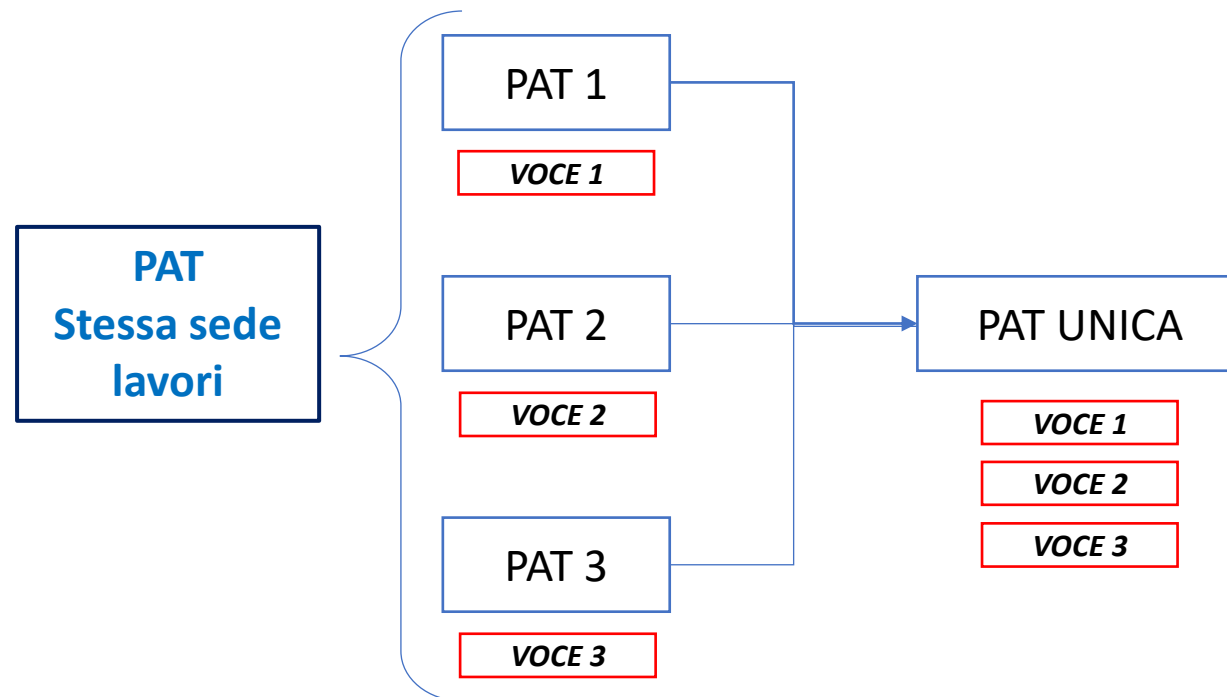 PAT
Stessa sede
lavori
PAT 1
VOCE 1
PAT 2
VOCE 2
PAT 3
VOCE 3
PAT UNICA
VOCE 1
VOCE 2
VOCE 3